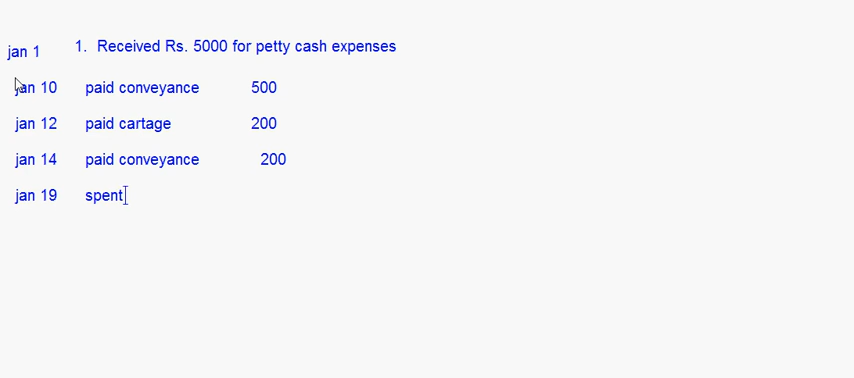 jan 1 1. Received Rs. 5000 for petty cash expenses
jan 10 paid conveyance 500
jan 12 paid cartage 200
jan 14 paid conveyance 200
jan 19 spent